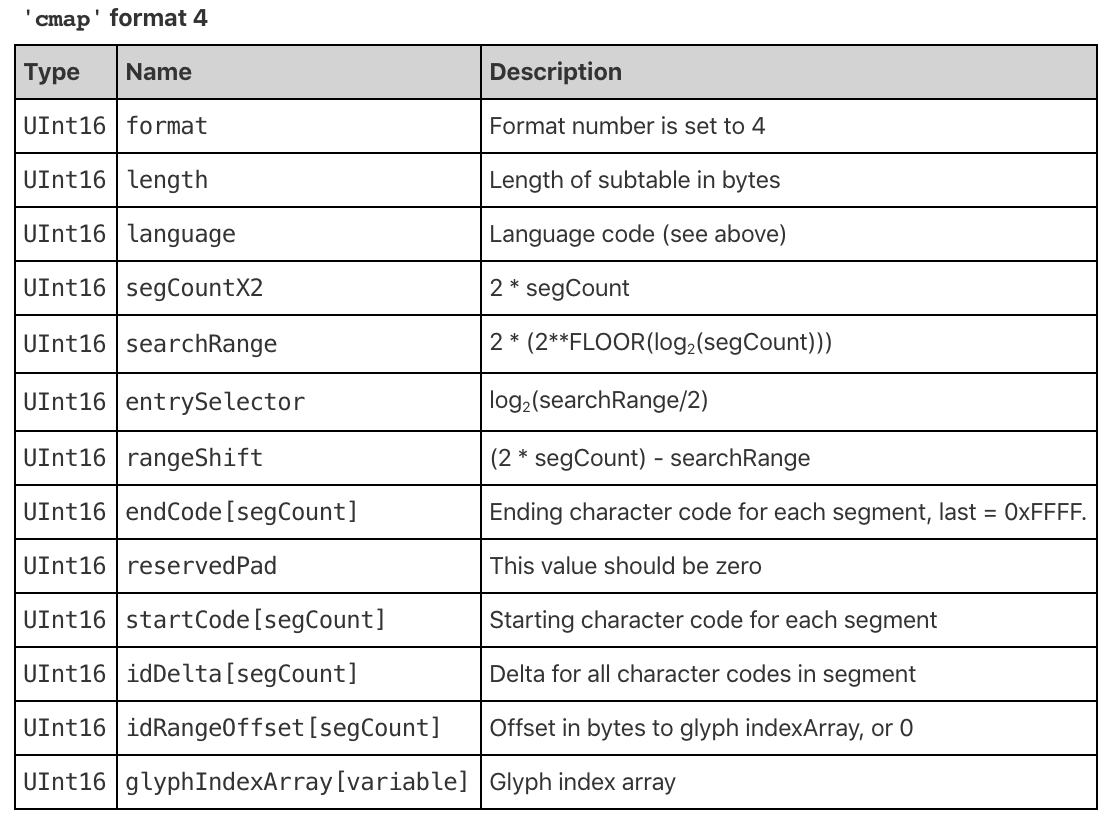 'cmap' format 4
Type Name Description
UInt16 format Format number is set to 4
UInt16 length Length of subtable in bytes
UInt16 language Language code (see above)
UInt16 segCountX2 2 * segCount
UInt16 searchRange 2 * (2**FLOOR(log₂(segCount)))
UInt16 entrySelector log₂(searchRange/2)
UInt16 rangeShift (2 * segCount) - searchRange
UInt16 endCode[segCount] Ending character code for each segment, last = 0xFFFF.
UInt16 reservedPad This value should be zero
UInt16 startCode[segCount] Starting character code for each segment
UInt16 idDelta[segCount] Delta for all character codes in segment
UInt16 idRangeOffset[segCount] Offset in bytes to glyph indexArray, or 0
UInt16 glyphIndexArray[variable] Glyph index array